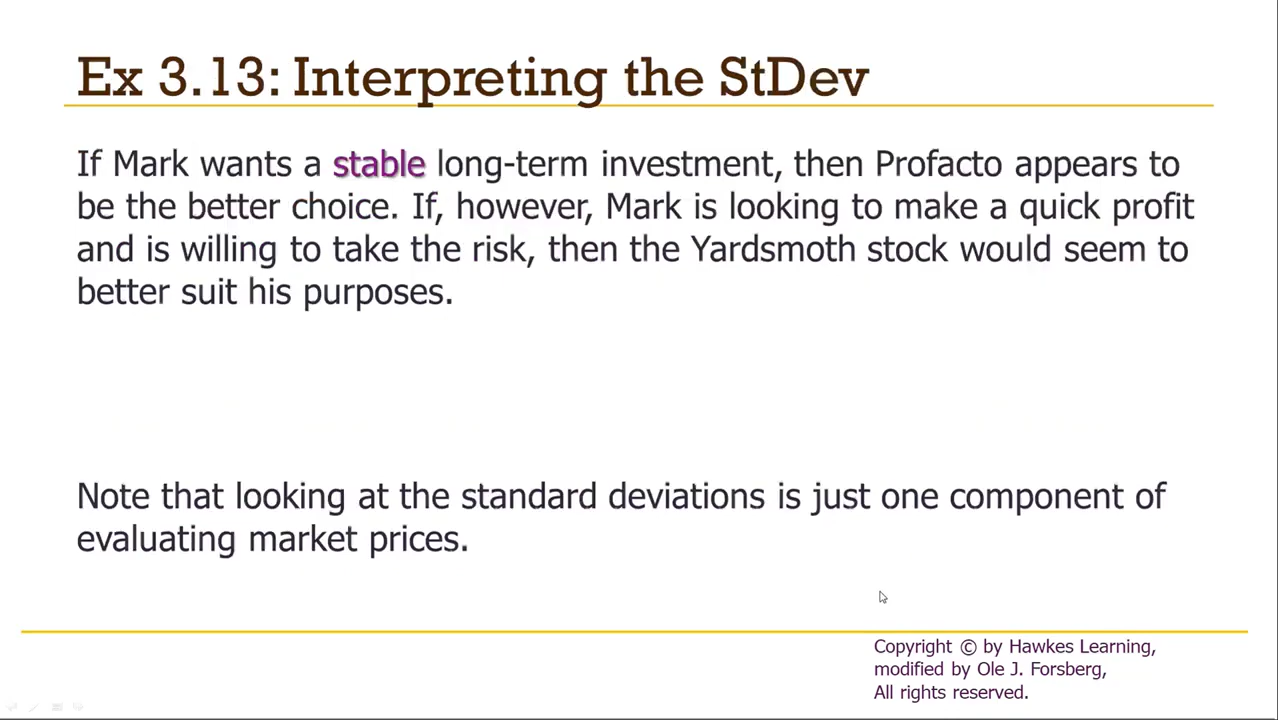 Ex 3.13: Interpreting the StDev
If Mark wants a stable long-term investment, then Profacto appears to
be the better choice. If, however, Mark is looking to make a quick profit
and is willing to take the risk, then the Yardsmoth stock would seem to
better suit his purposes.
Note that looking at the standard deviations is just one component of
evaluating market prices.
Copyright © by Hawkes Learning,
modified by Ole J. Forsberg,
All rights reserved.